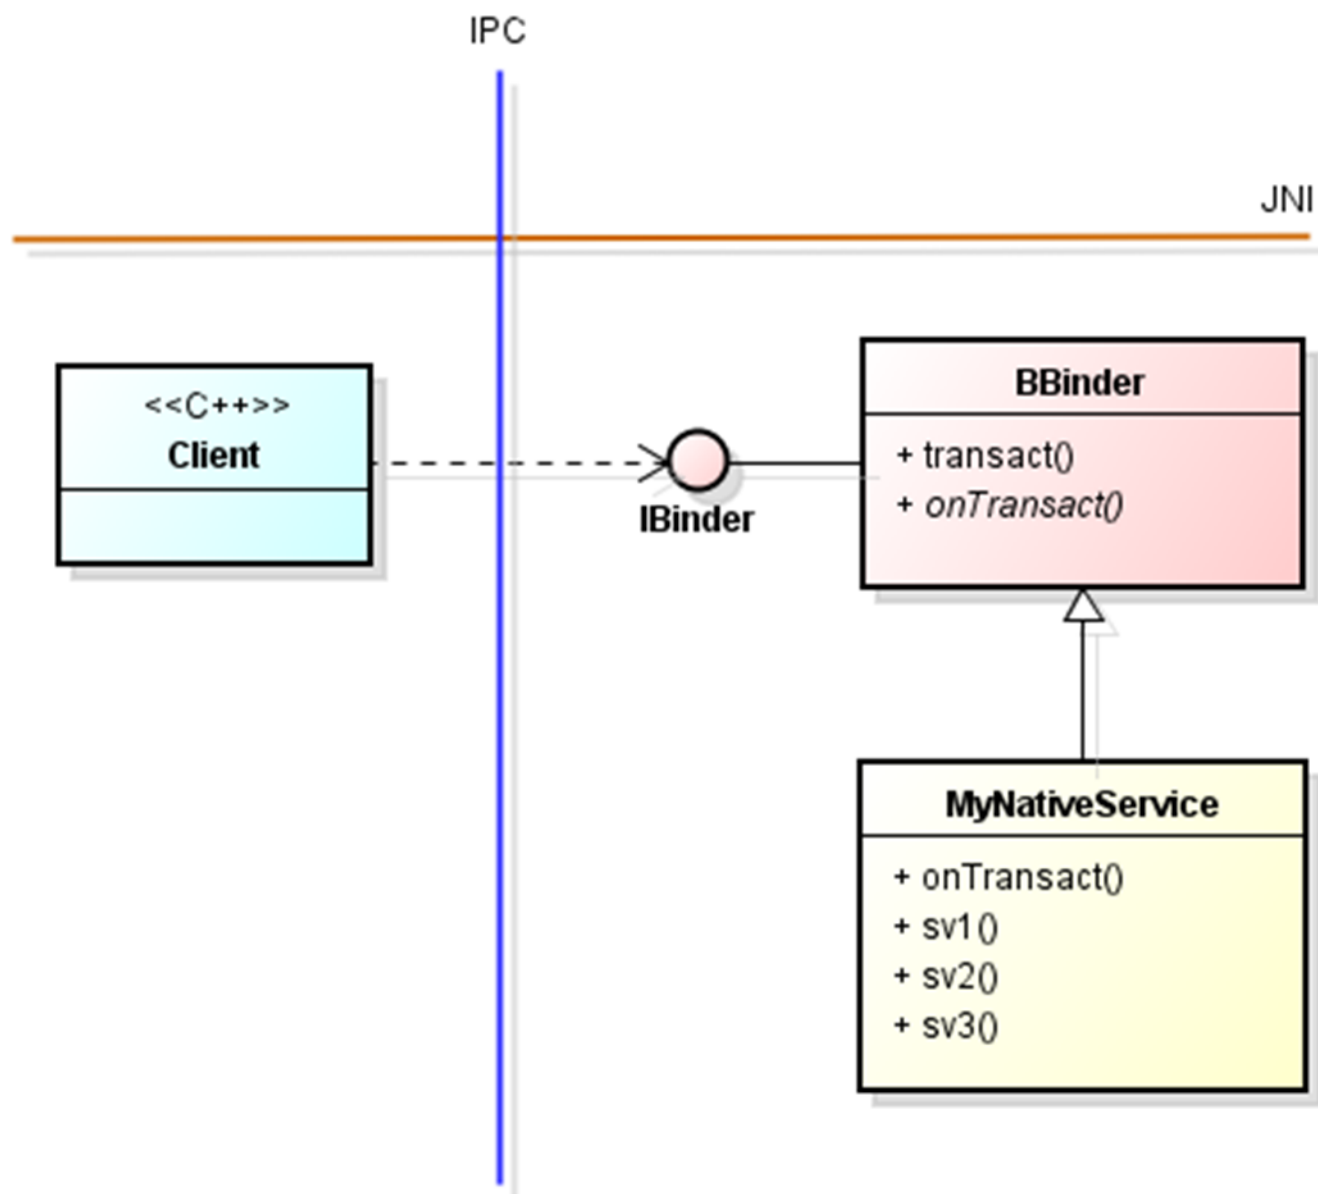 IPC
JNI
<<C++>>
Client
IBinder
BBinder
+ transact()
+ onTransact()
MyNativeService
+ onTransact()
+ sv1()
+ sv2()
+ sv3()